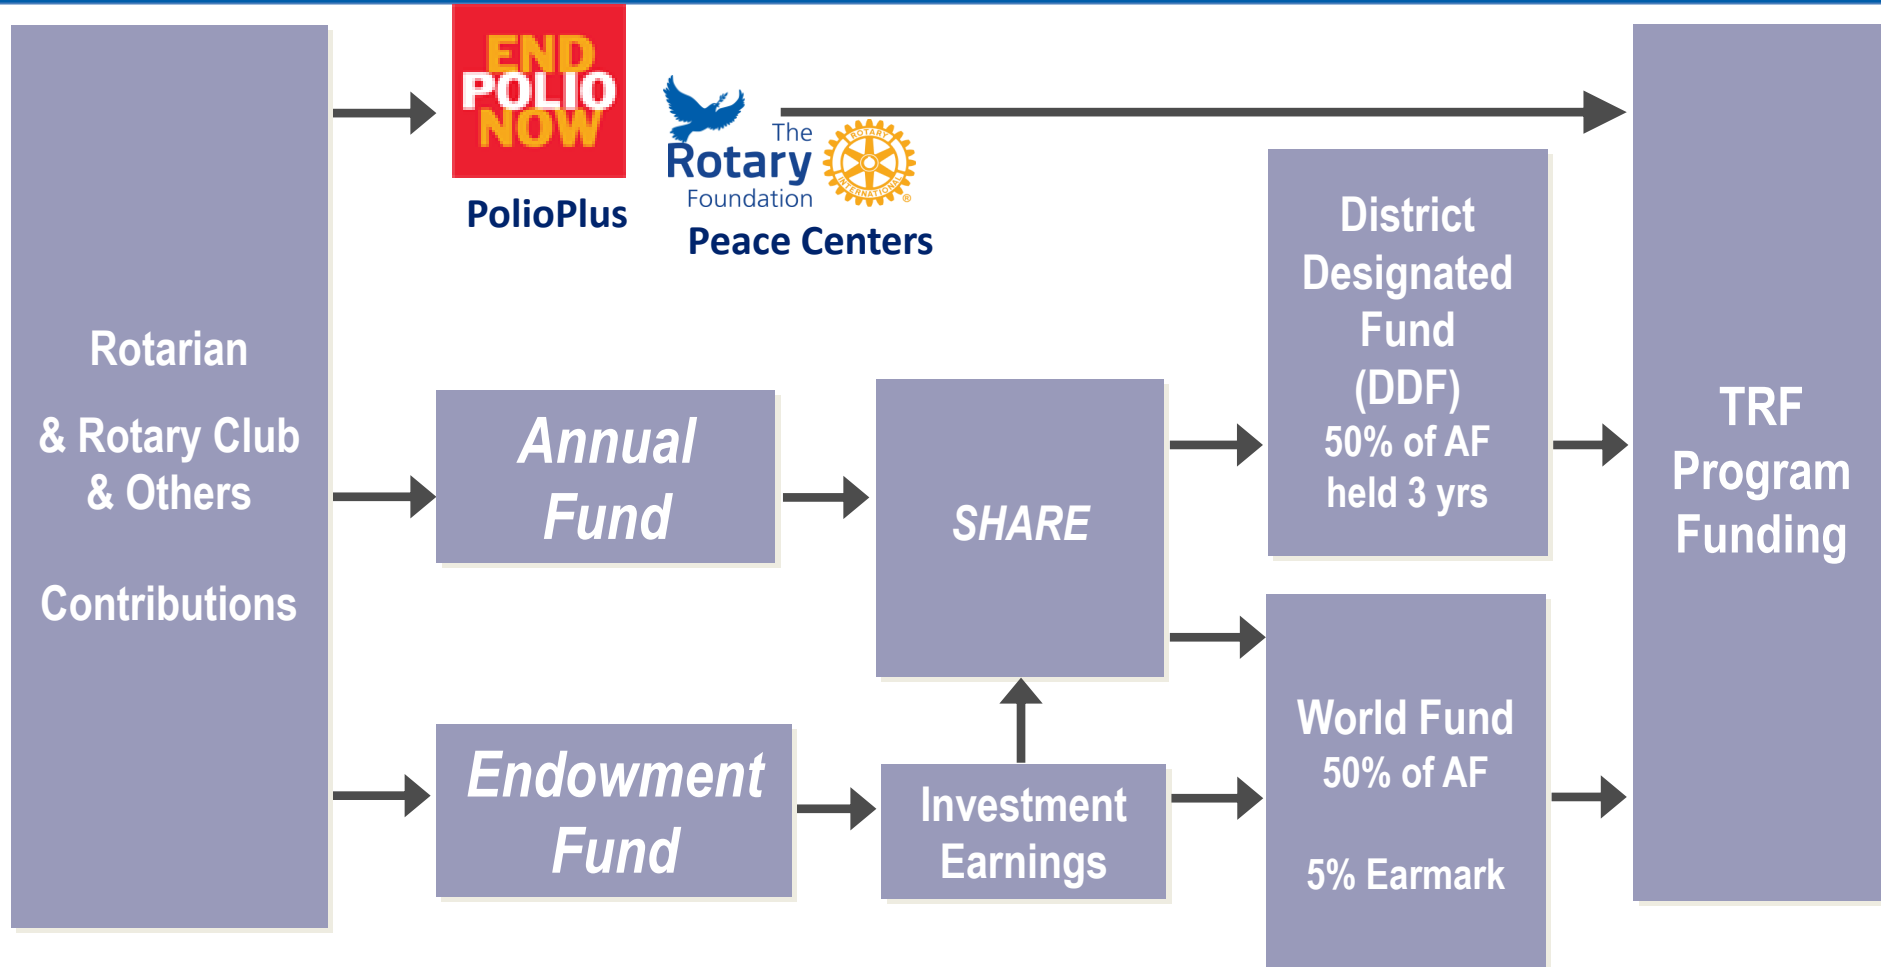 Rotarian
& Rotary Club
& Others
Contributions
END
POLIO
NOW
PolioPlus
The
Rotary
Foundation
ROTARY
INTERNATIONAL
®
Peace Centers
Annual
Fund
Endowment
Fund
SHARE
Investment
Earnings
District
Designated
Fund
(DDF)
50% of AF
held 3 yrs
World Fund
50% of AF
5% Earmark
TRF
Program
Funding